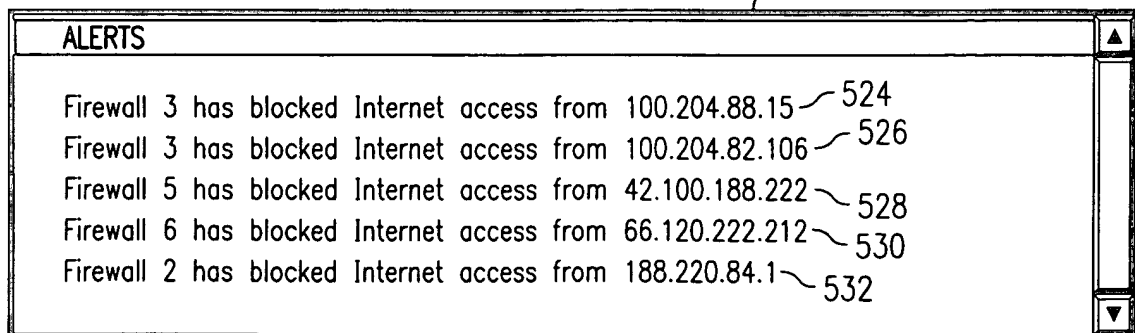 ALERTS
Firewall 3 has blocked Internet access from 100.204.88.15 524
Firewall 3 has blocked Internet access from 100.204.82.106 526
Firewall 5 has blocked Internet access from 42.100.188.222 528
Firewall 6 has blocked Internet access from 66.120.222.212 530
Firewall 2 has blocked Internet access from 188.220.84.1 532